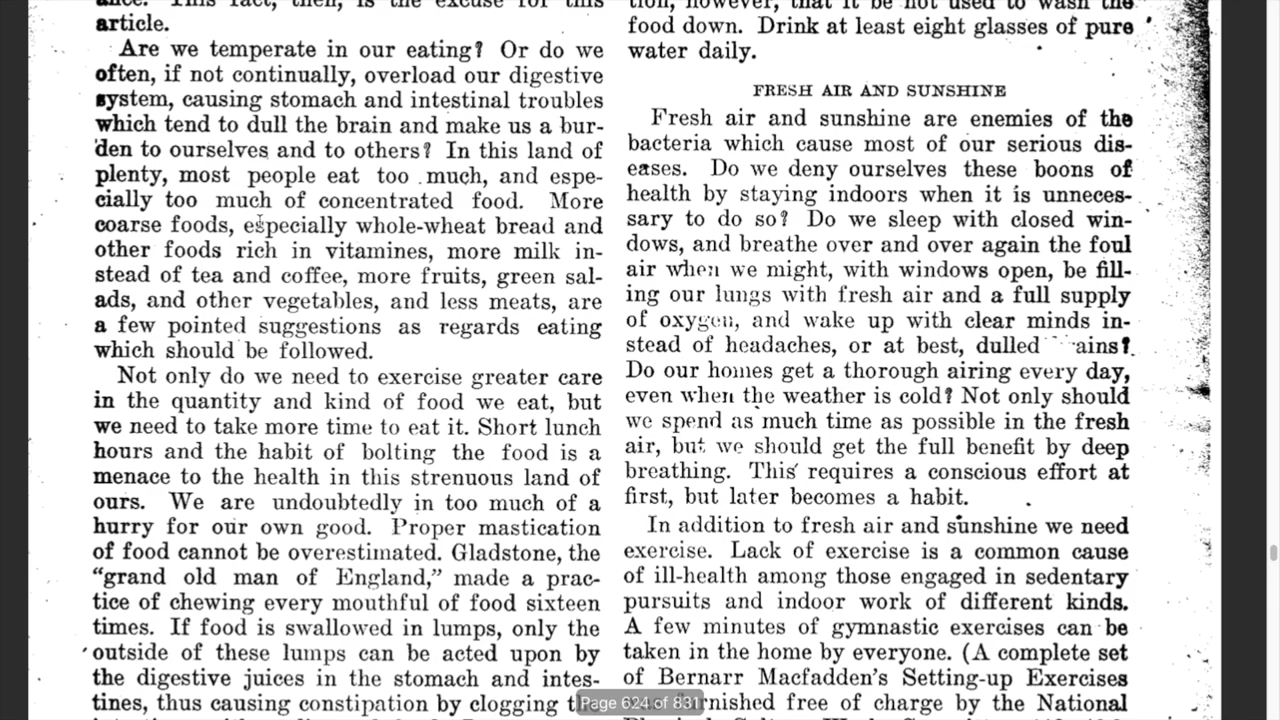 article.
Are we temperate in our eating? Or do we
often, if not continually, overload our digestive
system, causing stomach and intestinal troubles
which tend to dull the brain and make us a bur-
den to ourselves and to others? In this land of
plenty, most people eat too much, and espe-
cially too much of concentrated food. More
coarse foods, especially whole-wheat bread and
other foods rich in vitamines, more milk in-
stead of tea and coffee, more fruits, green sal-
ads, and other vegetables, and less meats, are
a few pointed suggestions as regards eating
which should be followed.
Not only do we need to exercise greater care
in the quantity and kind of food we eat, but
we need to take more time to eat it. Short lunch
hours and the habit of bolting the food is a
menace to the health in this strenuous land of
ours. We are undoubtedly in too much of a
hurry for our own good. Proper mastication
of food cannot be overestimated. Gladstone, the
“grand old man of England,” made a prac-
tice of chewing every mouthful of food sixteen
times. If food is swallowed in lumps, only the
outside of these lumps can be acted upon by
the digestive juices in the stomach and intes-
tines, thus causing constipation by clogging
tion, however, that it be not used to wash the
food down. Drink at least eight glasses of pure
water daily.
FRESH AIR AND SUNSHINE
Fresh air and sunshine are enemies of the
bacteria which cause most of our serious dis-
eases. Do we deny ourselves these boons of
health by staying indoors when it is unneces-
sary to do so? Do we sleep with closed win-
dows, and breathe over and over again the foul
air when we might, with windows open, be fill-
ing our lungs with fresh air and a full supply
of oxygen, and wake up with clear minds in-
stead of headaches, or at best, dulled
Do our homes get a thorough airing every day,
even when the weather is cold? Not only should
we spend as much time as possible in the fresh
air, but we should get the full benefit by deep
breathing. This requires a conscious effort at
first, but later becomes a habit.
In addition to fresh air and sunshine we need
exercise. Lack of exercise is a common cause
of ill-health among those engaged in sedentary
pursuits and indoor work of different kinds.
A few minutes of gymnastic exercises can be
taken in the home by everyone. (A complete set
of Bernarr Macfadden’s Setting-up Exercises
furnished free of charge by the National
Page 624 of 831